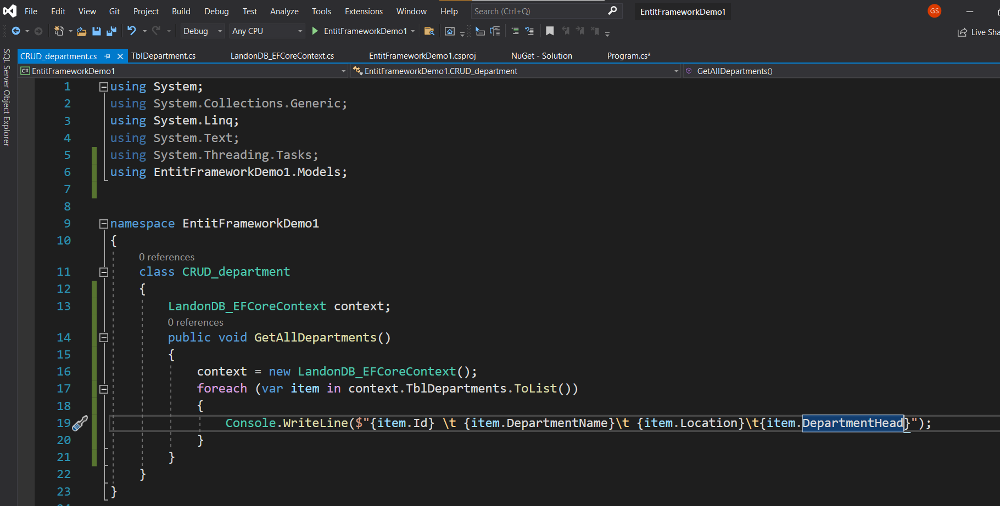 File Edit View Git Project Build Debug Test Analyze Tools Extensions Window Help Search (Ctrl+Q) EntitFrameworkDemo1 GS
Debug Any CPU EntitFrameworkDemo1 Live Sha
SQL Server Object Explorer
CRUD_department.cs TblDepartment.cs LandonDB_EFCoreContext.cs EntitFrameworkDemo1.csproj NuGet - Solution Program.cs*
C# EntitFrameworkDemo1 EntitFrameworkDemo1.CRUD_department GetAllDepartments()
1 using System;
2 using System.Collections.Generic;
3 using System.Linq;
4 using System.Text;
5 using System.Threading.Tasks;
6 using EntitFrameworkDemo1.Models;
7
8
9 namespace EntitFrameworkDemo1
10 {
0 references
11 class CRUD_department
12 {
13 LandonDB_EFCoreContext context;
0 references
14 public void GetAllDepartments()
15 {
16 context = new LandonDB_EFCoreContext();
17 foreach (var item in context.TblDepartments.ToList())
18 {
19 Console.WriteLine($"{item.Id} \t {item.DepartmentName}\t {item.Location}\t{item.DepartmentHead}");
20 }
21 }
22 }
23 }